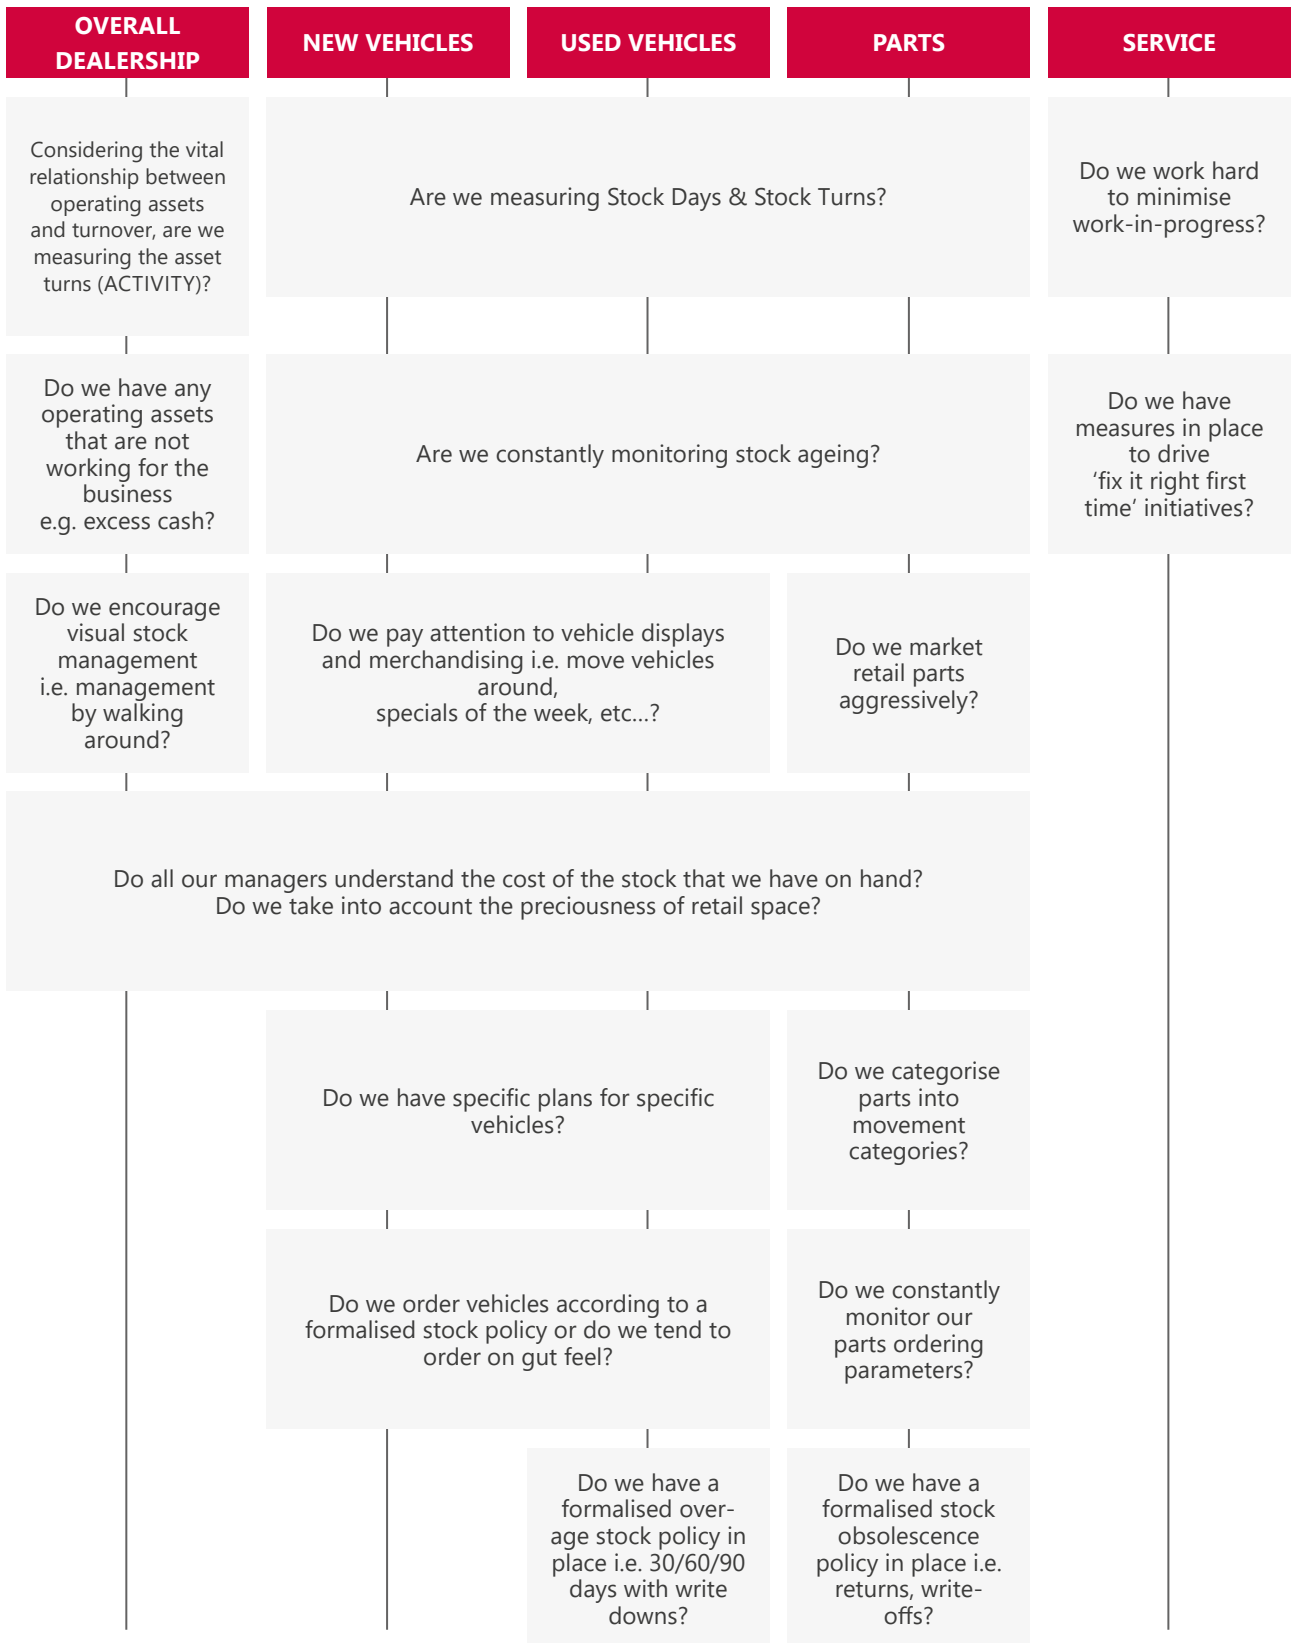 OVERALL
DEALERSHIP
NEW VEHICLES
USED VEHICLES
PARTS
SERVICE
Considering the vital
relationship between
operating assets
and turnover, are we
measuring the asset
turns (ACTIVITY)?
Are we measuring Stock Days & Stock Turns?
Do we work hard
to minimise
work-in-progress?
Do we have any
operating assets
that are not
working for the
business
e.g. excess cash?
Are we constantly monitoring stock ageing?
Do we have
measures in place
to drive
‘fix it right first
time’ initiatives?
Do we encourage
visual stock
management
i.e. management
by walking
around?
Do we pay attention to vehicle displays
and merchandising i.e. move vehicles
around,
specials of the week, etc...?
Do we market
retail parts
aggressively?
Do all our managers understand the cost of the stock that we have on hand?
Do we take into account the preciousness of retail space?
Do we have specific plans for specific
vehicles?
Do we categorise
parts into
movement
categories?
Do we order vehicles according to a
formalised stock policy or do we tend to
order on gut feel?
Do we constantly
monitor our
parts ordering
parameters?
Do we have a
formalised over-
age stock policy in
place i.e. 30/60/90
days with write
downs?
Do we have a
formalised stock
obsolescence
policy in place i.e.
returns, write-
offs?